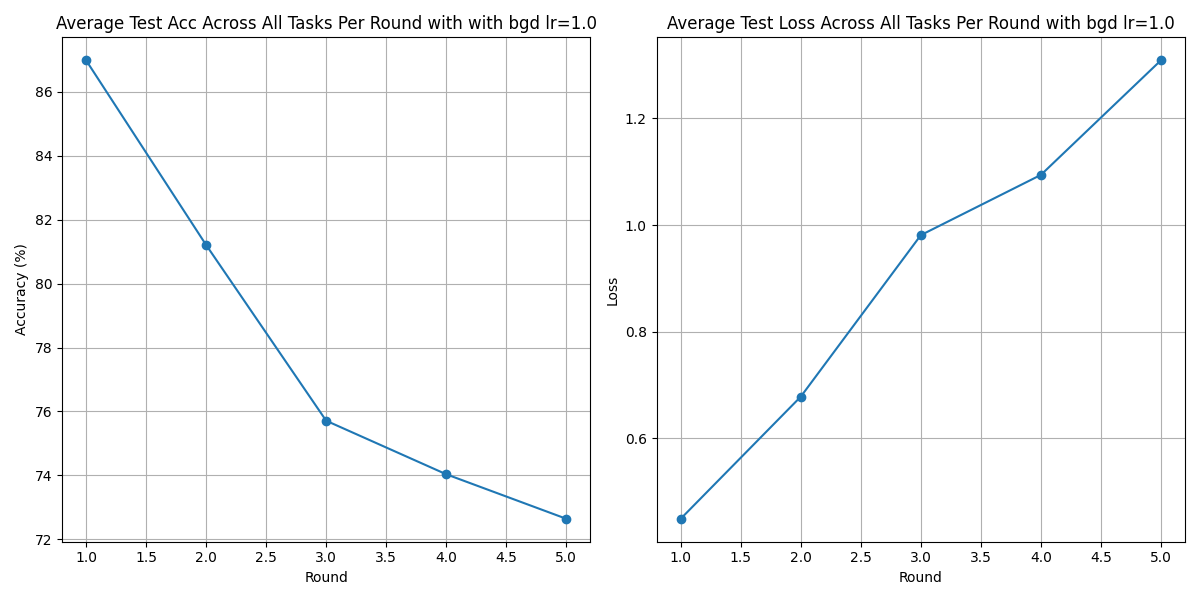 Average Test Acc Across All Tasks Per Round with with bgd lr=1.0
Accuracy (%)
86
84
82
80
78
76
74
72
1.0 1.5 2.0 2.5 3.0 3.5 4.0 4.5 5.0
Round
Average Test Loss Across All Tasks Per Round with bgd lr=1.0
Loss
1.2
1.0
0.8
0.6
1.0 1.5 2.0 2.5 3.0 3.5 4.0 4.5 5.0
Round